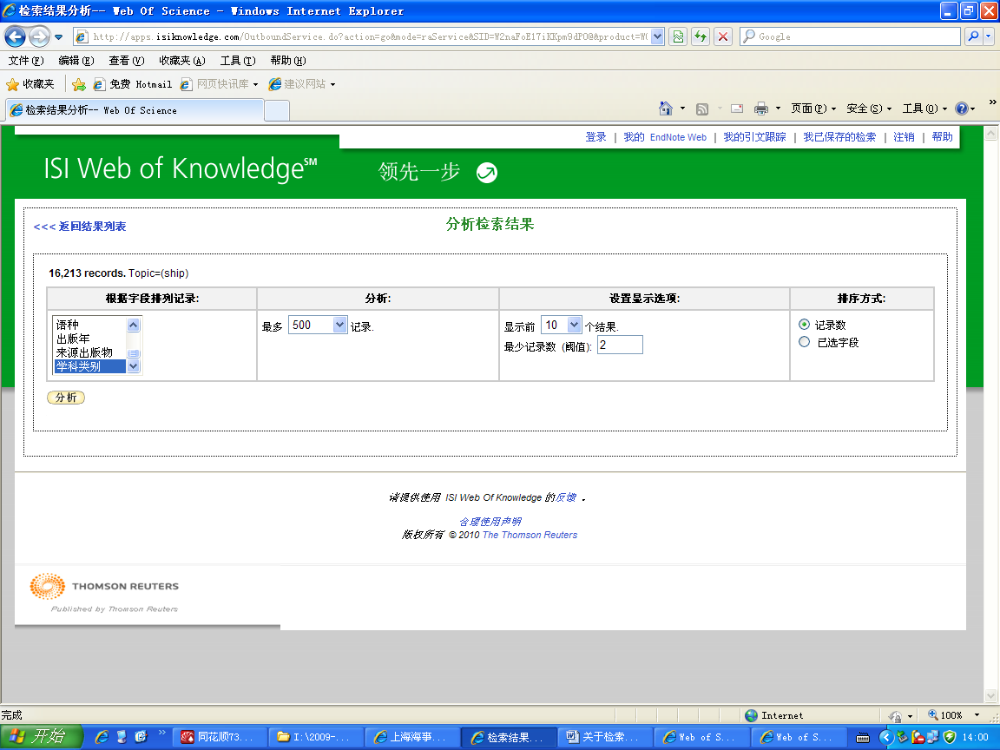 检索结果分析-- Web Of Science - Windows Internet Explorer
http://apps.isiknowledge.com/OutboundService.do?action=go&mode=raService&SID=W2naFoE17iKKpm9dPO@&product=W
Google
文件(F) 编辑(E) 查看(V) 收藏夹(A) 工具(T) 帮助(H)
收藏夹 免费 Hotmail 网页快讯库 建议网站
检索结果分析-- Web Of Science
页面(P) 安全(S) 工具(O)
登录 | 我的 EndNote Web | 我的引文跟踪 | 我已保存的检索 | 注销 | 帮助
ISI Web of Knowledge℠
领先一步
<<< 返回结果列表
分析检索结果
16,213 records. Topic=(ship)
根据字段排列记录: 分析: 设置显示选项: 排序方式:
语种
出版年
来源出版物
学科类别
最多 500 记录.
显示前 10 个结果.
最少记录数 (阈值): 2
记录数
已选字段
分析
请提供使用 ISI Web Of Knowledge 的反馈 .
合理使用声明
版权所有 © 2010 The Thomson Reuters
THOMSON REUTERS
Published by Thomson Reuters
完成
Internet
100%
开始
同花顺73...
I:\2009-...
上海海事...
检索结果...
关于检索...
Web of S...
Web of S...
14:00